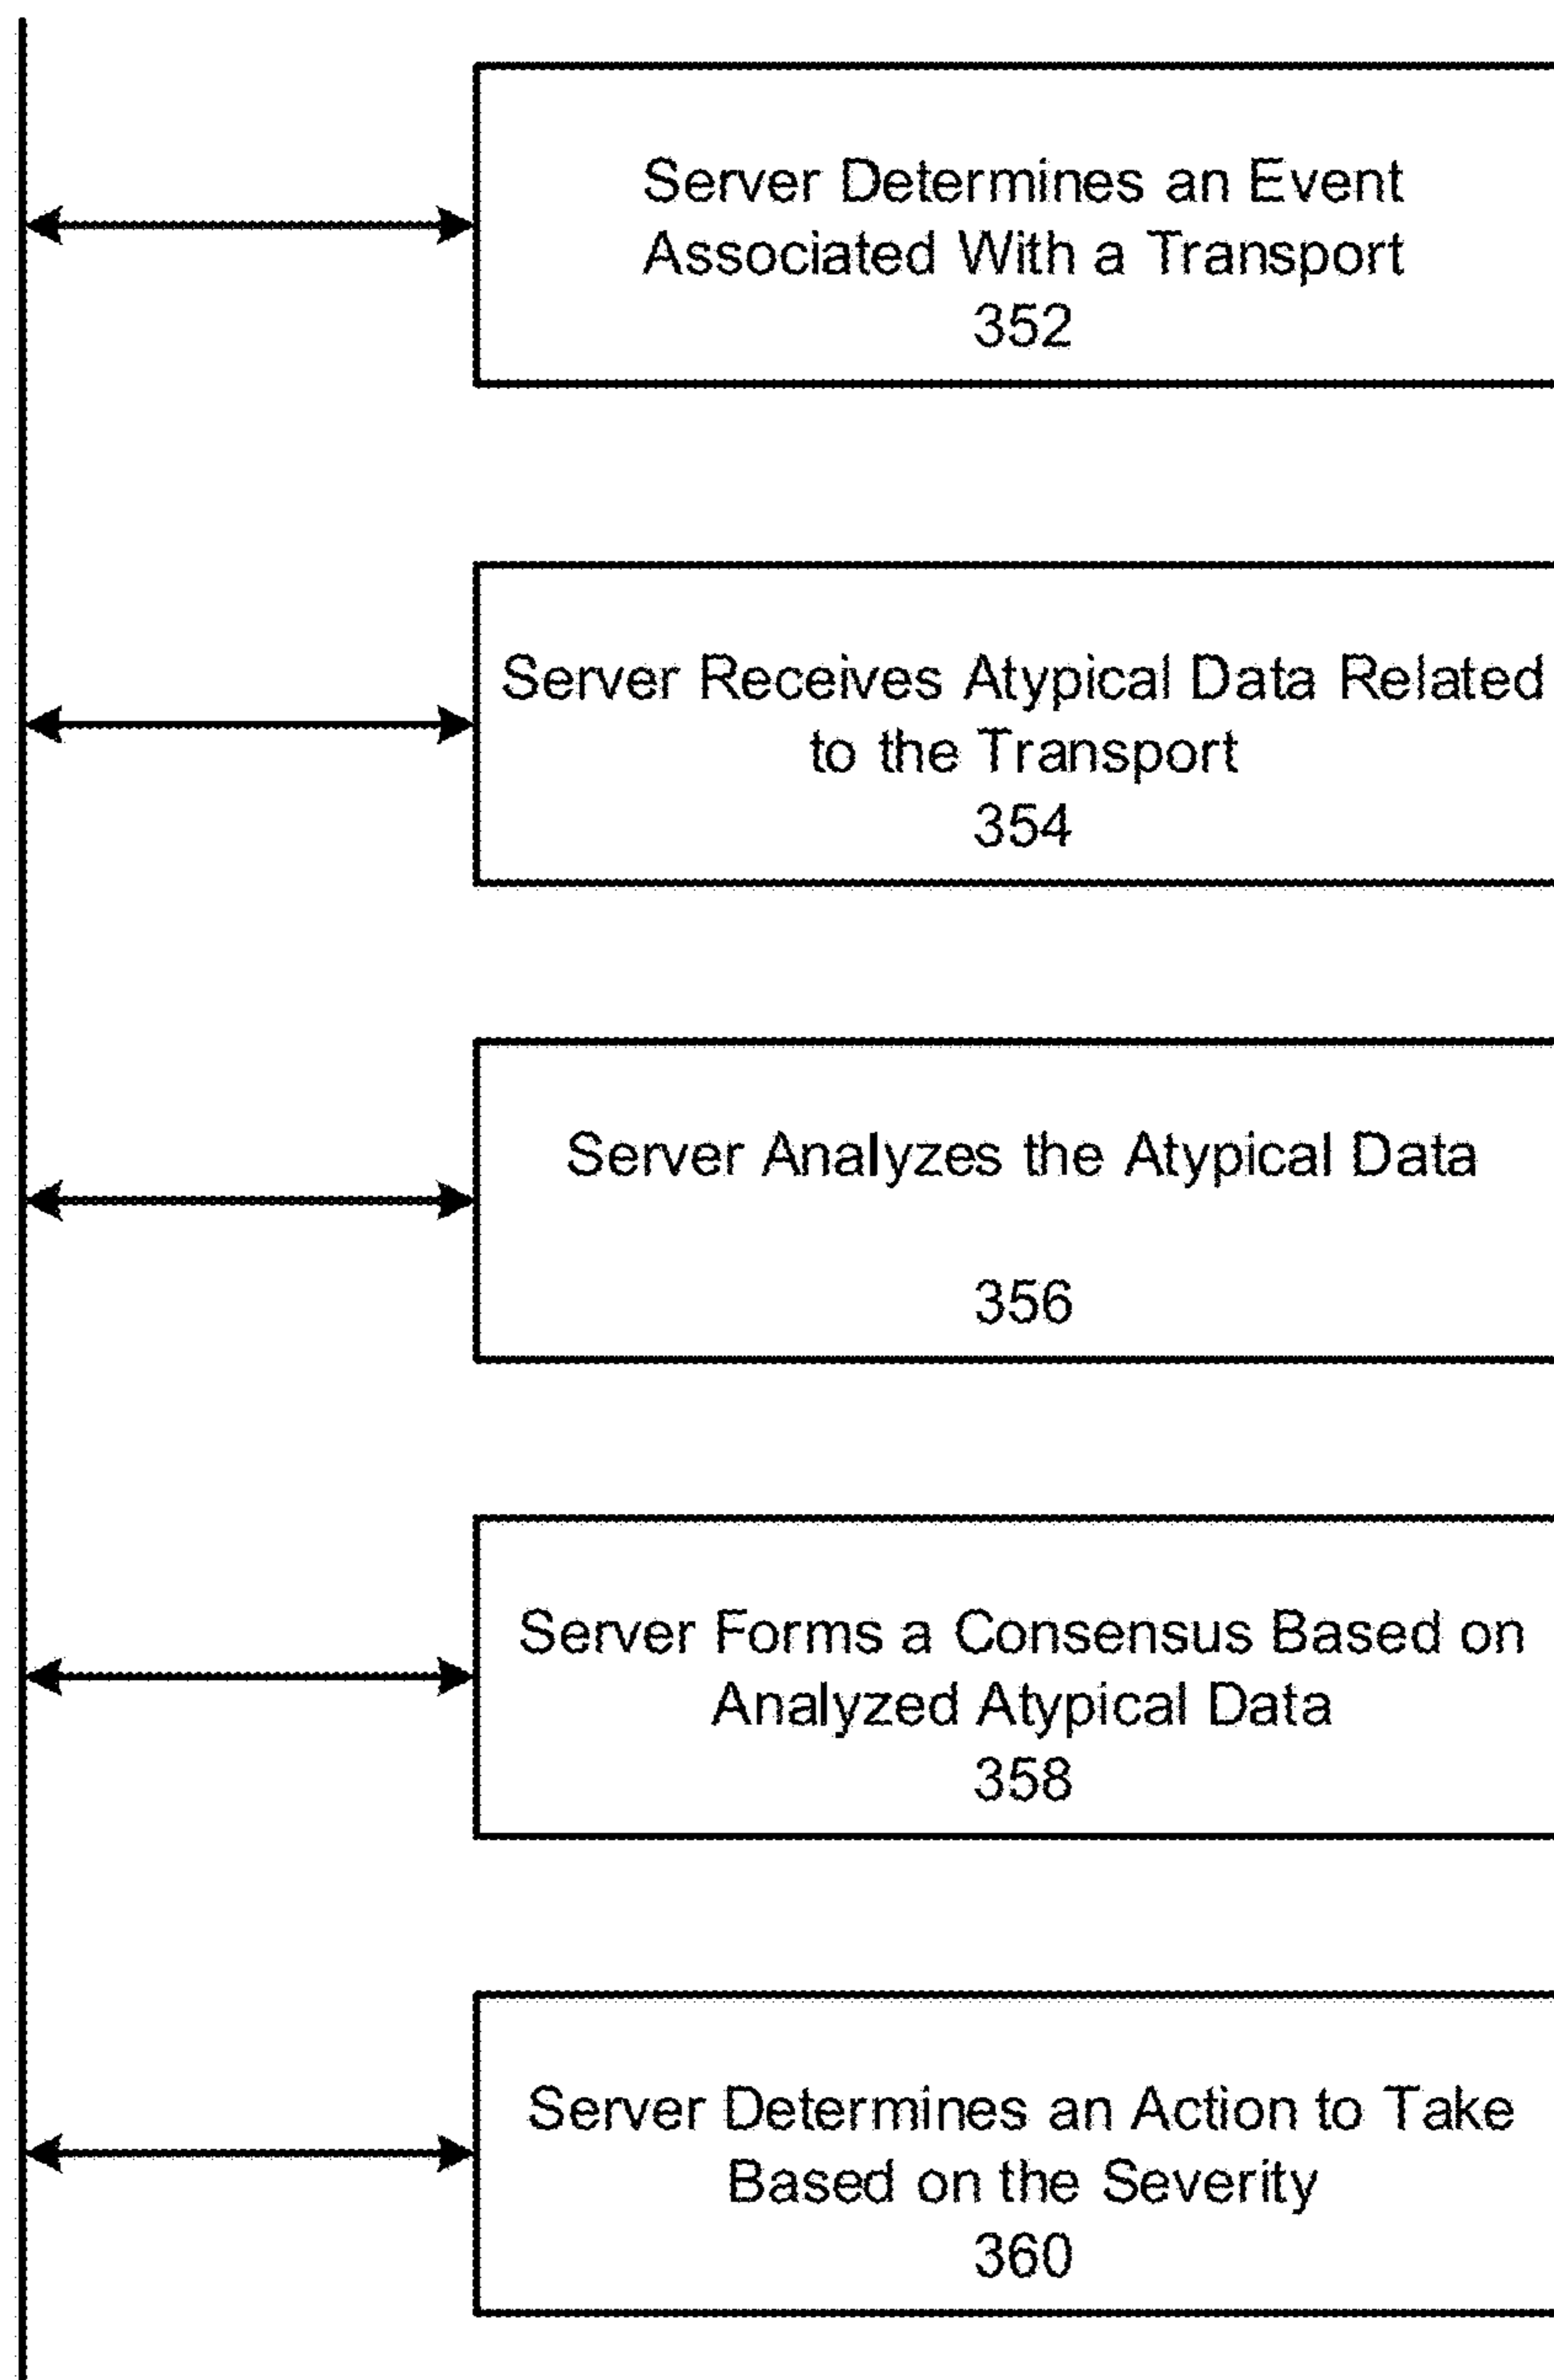 Server Determines an Event
Associated With a Transport
352
Server Receives Atypical Data Related
to the Transport
354
Server Analyzes the Atypical Data
356
Server Forms a Consensus Based on
Analyzed Atypical Data
358
Server Determines an Action to Take
Based on the Severity
360